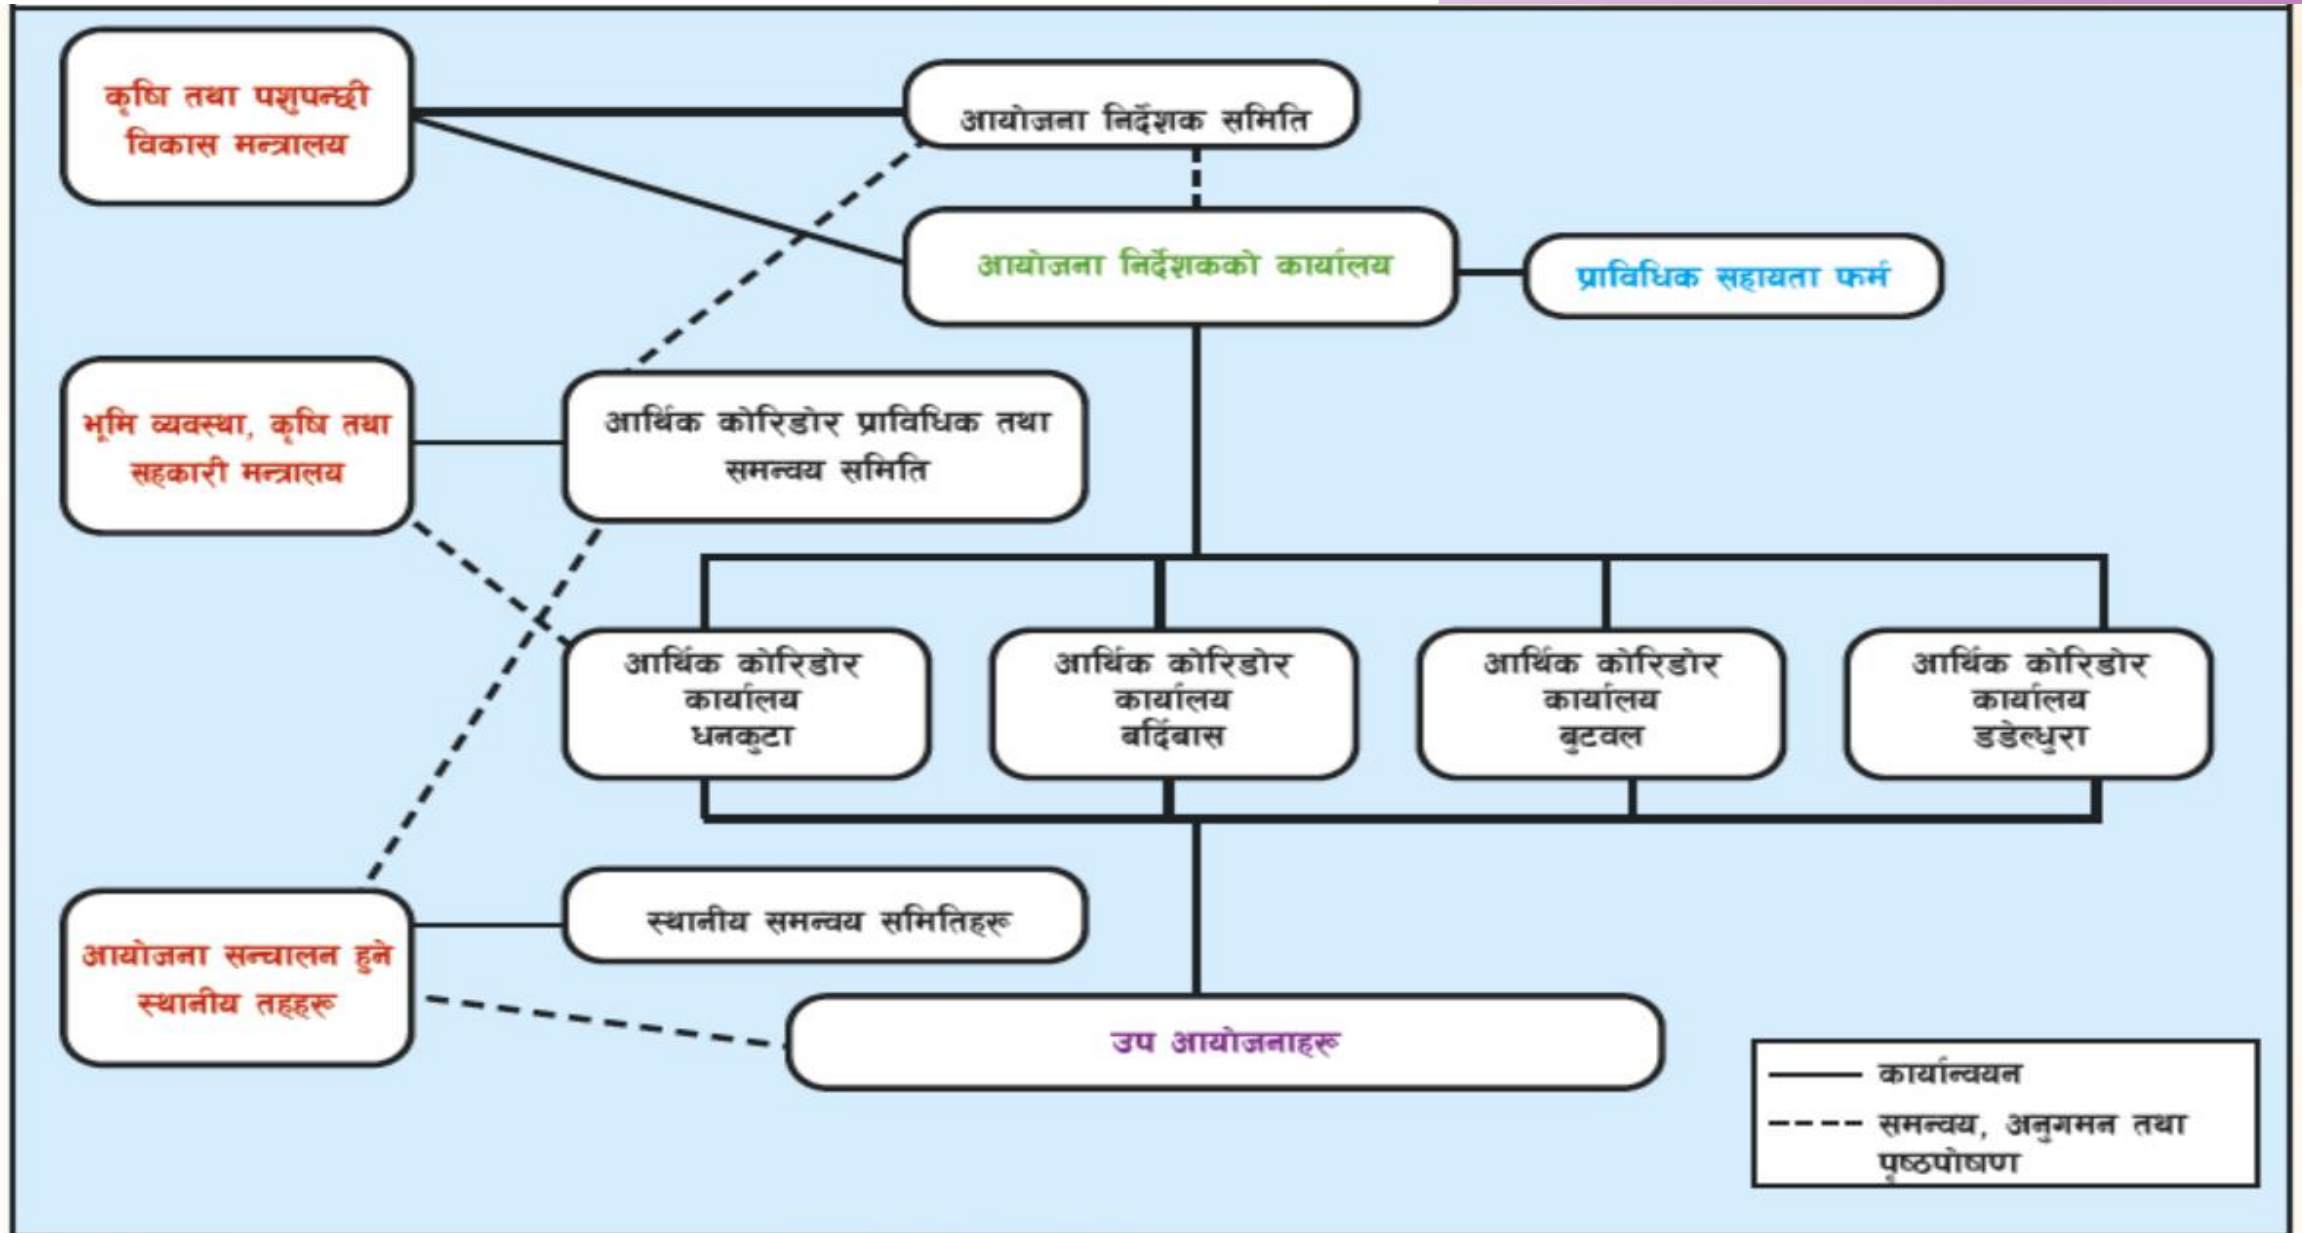 कृषि तथा पशुपन्छी
विकास मन्त्रालय
आयोजना निर्देशक समिति
आयोजना निर्देशकको कार्यालय
प्राविधिक सहायता फर्म
भूमि व्यवस्था, कृषि तथा
सहकारी मन्त्रालय
आर्थिक कोरिडोर प्राविधिक तथा
समन्वय समिति
आर्थिक कोरिडोर
कार्यालय
धनकुटा
आर्थिक कोरिडोर
कार्यालय
बर्दिबास
आर्थिक कोरिडोर
कार्यालय
बुटवल
आर्थिक कोरिडोर
कार्यालय
डडेल्धुरा
स्थानीय समन्वय समितिहरू
आयोजना सन्चालन हुने
स्थानीय तहहरू
उप आयोजनाहरू
कार्यान्वयन
समन्वय, अनुगमन तथा
पृष्ठपोषण